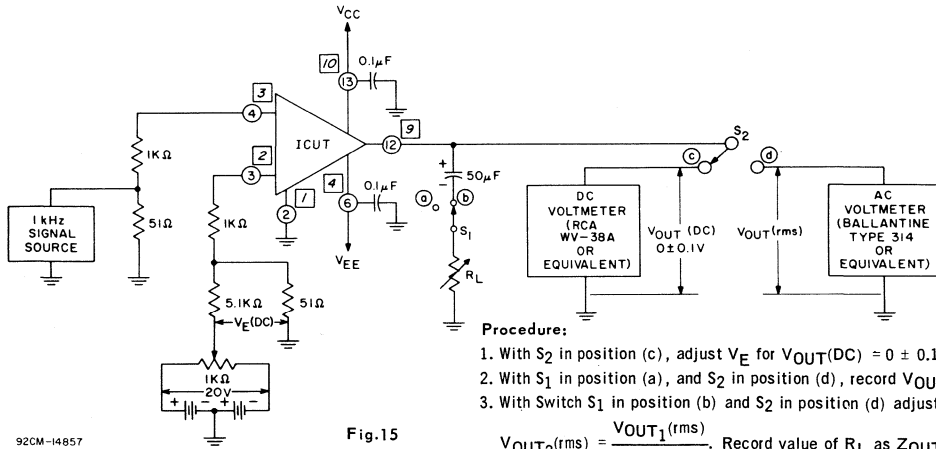 VCC
10
0.1µF
13
3
4
ICUT
9
12
S2
1KΩ
2
3
1
2
4
6
0.1µF
+
50µF
-
a
b
S1
RL
c
d
1 kHz
SIGNAL
SOURCE
51Ω
1KΩ
VEE
DC
VOLTMETER
(RCA
WV-38A
OR
EQUIVALENT)
VOUT (DC)
0±0.1V
VOUT(rms)
AC
VOLTMETER
(BALLANTINE
TYPE 314
OR
EQUIVALENT)
5.1KΩ
51Ω
VE(DC)
1KΩ
20V
+ - + -
Procedure:
1. With S2 in position (c), adjust VE for VOUT(DC) = 0 ± 0.1
2. With S1 in position (a), and S2 in position (d), record VOU
3. With Switch S1 in position (b) and S2 in position (d) adjust
VOUT2(rms) = VOUT1(rms) . Record value of RL as ZOUT
92CM-14857
Fig.15